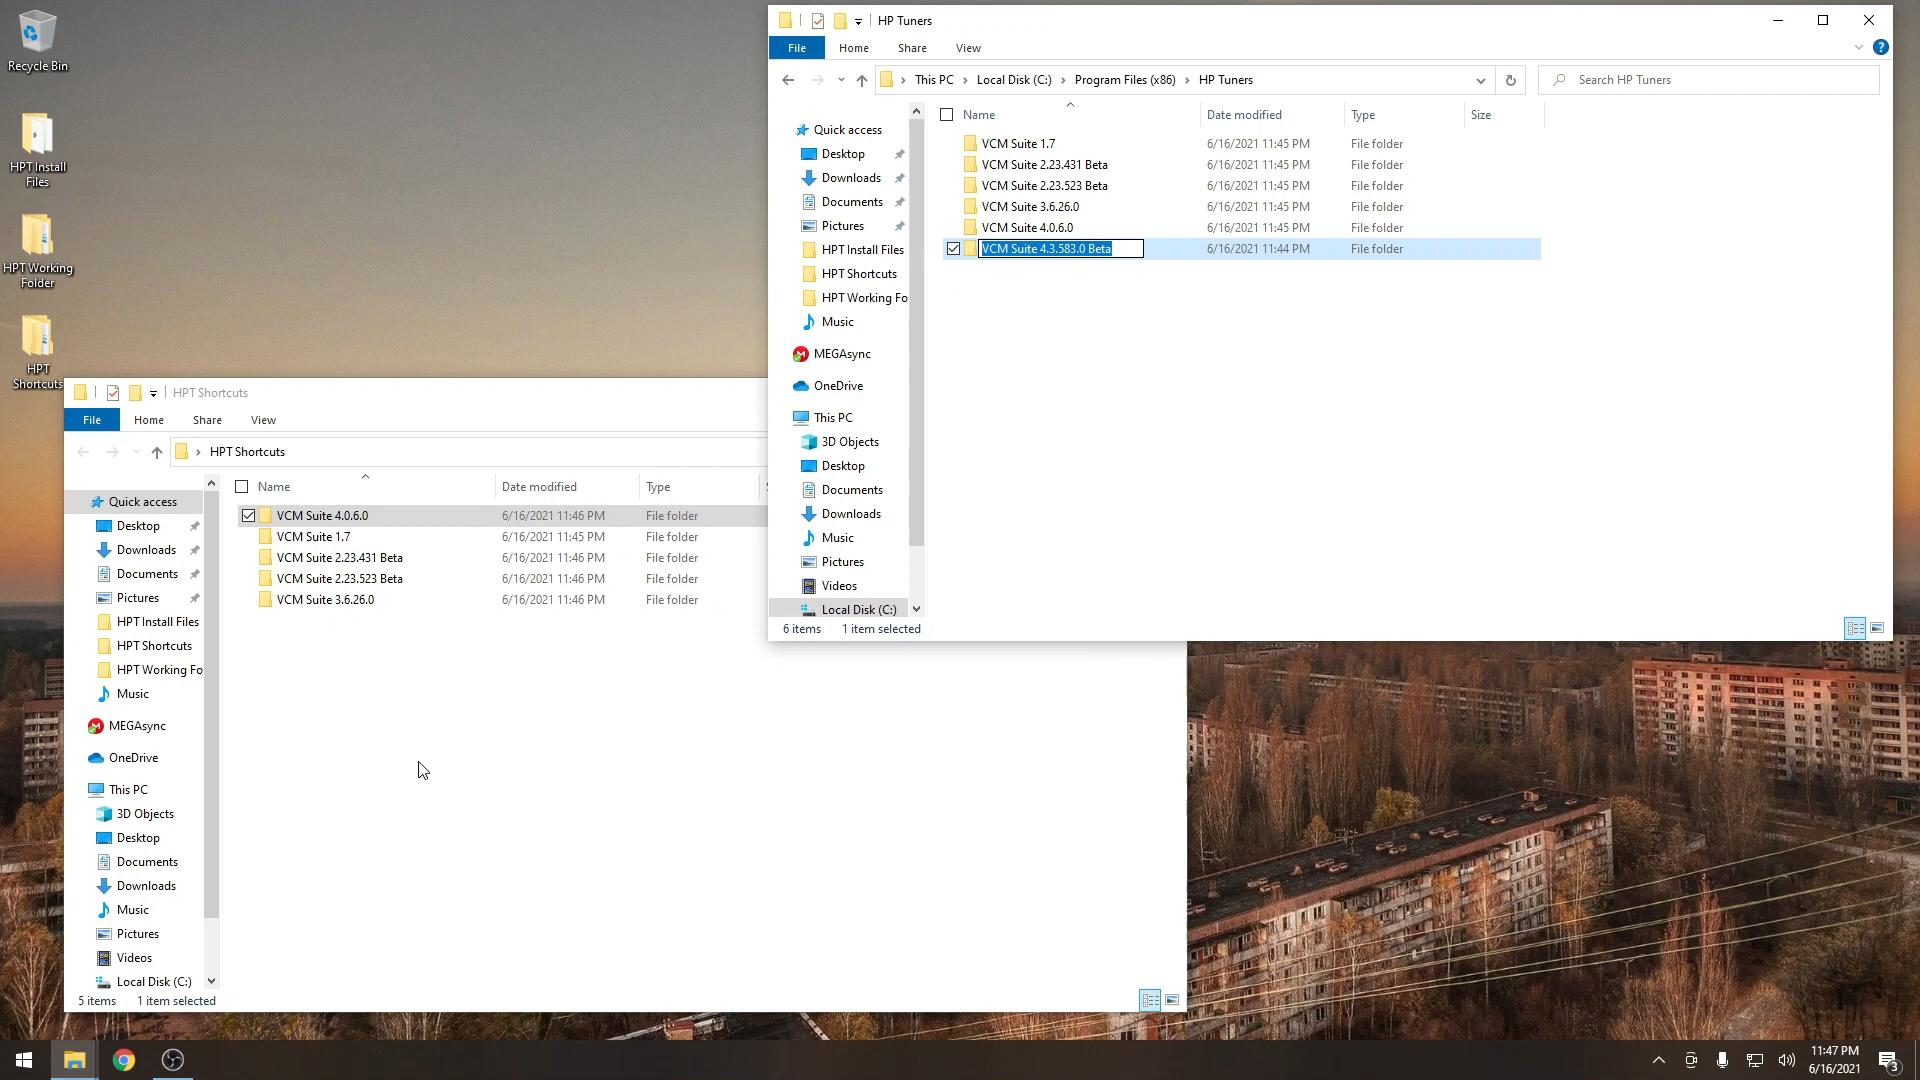 Recycle Bin
HPT Install
Files
HPT Working
Folder
HPT
Shortcuts
HP Tuners
File Home Share View
This PC Local Disk (C:) Program Files (x86) HP Tuners
Search HP Tuners
Name Date modified Type Size
VCM Suite 1.7 6/16/2021 11:45 PM File folder
VCM Suite 2.23.431 Beta 6/16/2021 11:45 PM File folder
VCM Suite 2.23.523 Beta 6/16/2021 11:45 PM File folder
VCM Suite 3.6.26.0 6/16/2021 11:45 PM File folder
VCM Suite 4.0.6.0 6/16/2021 11:45 PM File folder
VCM Suite 4.3.583.0 Beta 6/16/2021 11:44 PM File folder
Quick access
Desktop
Downloads
Documents
Pictures
HPT Install Files
HPT Shortcuts
HPT Working Fo
Music
MEGAsync
OneDrive
This PC
3D Objects
Desktop
Documents
Downloads
Music
Pictures
Videos
Local Disk (C:)
6 items 1 item selected
HPT Shortcuts
File Home Share View
HPT Shortcuts
Name Date modified Type
VCM Suite 4.0.6.0 6/16/2021 11:46 PM File folder
VCM Suite 1.7 6/16/2021 11:45 PM File folder
VCM Suite 2.23.431 Beta 6/16/2021 11:46 PM File folder
VCM Suite 2.23.523 Beta 6/16/2021 11:46 PM File folder
VCM Suite 3.6.26.0 6/16/2021 11:46 PM File folder
Quick access
Desktop
Downloads
Documents
Pictures
HPT Install Files
HPT Shortcuts
HPT Working Fo
Music
MEGAsync
OneDrive
This PC
3D Objects
Desktop
Documents
Downloads
Music
Pictures
Videos
Local Disk (C:)
5 items 1 item selected
11:47 PM
6/16/2021
3